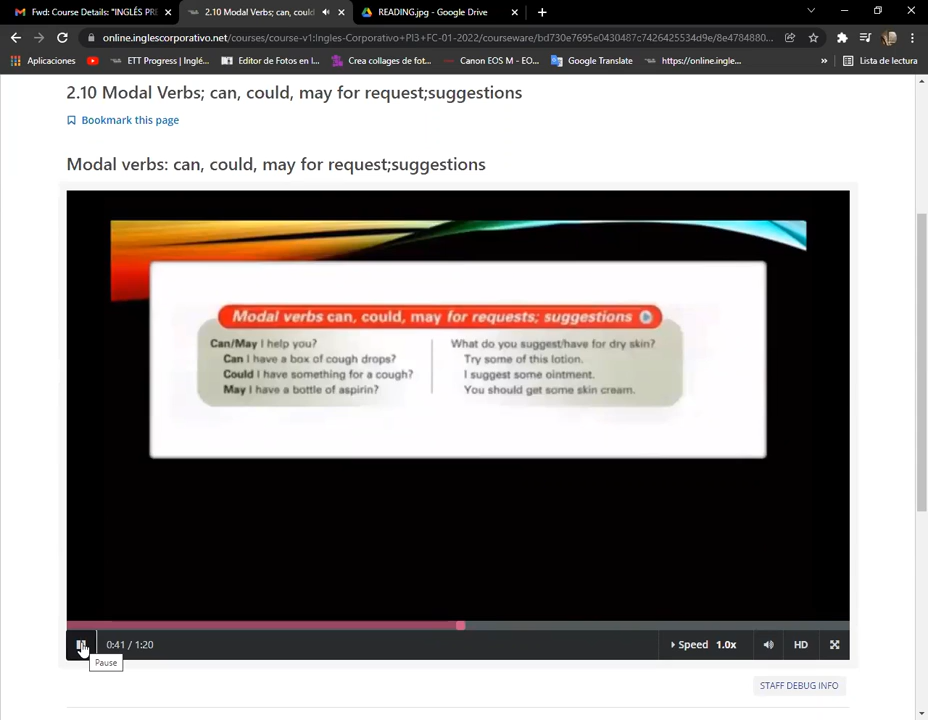 Fwd: Course Details: "INGLÉS PRE
2.10 Modal Verbs; can, could
READING.jpg - Google Drive
online.inglescorporativo.net/courses/course-v1:Ingles-Corporativo+PI3+FC-01-2022/courseware/bd730e7695e0430487c7426425534d9e/8e4784880...
Aplicaciones
ETT Progress | Inglé...
Editor de Fotos en l...
Crea collages de fot...
Canon EOS M - EO...
Google Translate
https://online.ingle...
»
Lista de lectura
2.10 Modal Verbs; can, could, may for request;suggestions
Bookmark this page
Modal verbs: can, could, may for request;suggestions
Modal verbs can, could, may for requests; suggestions
Can/May I help you?
Can I have a box of cough drops?
Could I have something for a cough?
May I have a bottle of aspirin?
What do you suggest/have for dry skin?
Try some of this lotion.
I suggest some ointment.
You should get some skin cream.
0:41 / 1:20
Speed 1.0x
HD
Pause
STAFF DEBUG INFO